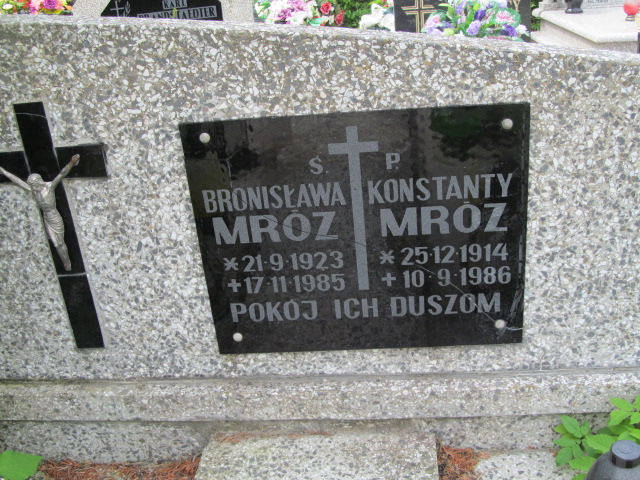 KARL
Ś. P.
BRONISŁAWA
MRÓZ
* 21·9·1923
+ 17·11·1985
KONSTANTY
MRÓZ
* 25·12·1914
+ 10·9·1986
POKÓJ ICH DUSZOM